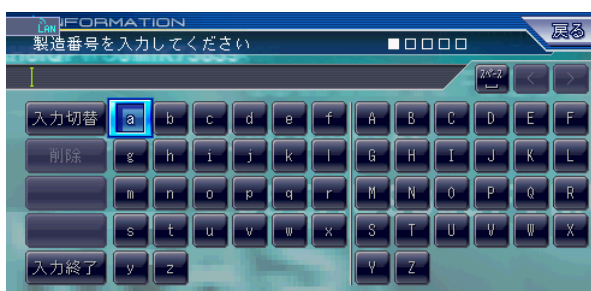 LAN INFORMATION
製造番号を入力してください 戻る
スペース < >
入力切替 a b c d e f A B C D E F
削除 g h i j k l G H I J K L
m n o p q r M N O P Q R
s t u v w x S T U V W X
入力終了 y z Y Z